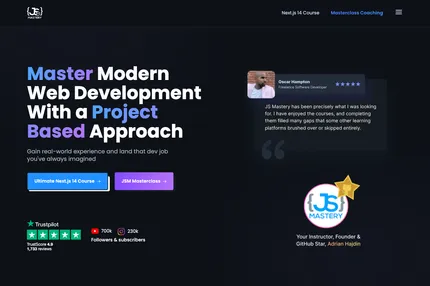 {JS}
MASTERY
Next.js 14 Course
Masterclass Coaching
Master Modern
Web Development
With a Project
Based Approach
Gain real-world experience and land that dev job
you've always imagined
Ultimate Next.js 14 Course
JSM Masterclass
Trustpilot
TrustScore 4.9
1,733 reviews
700k
230k
Followers & subscribers
Oscar Hampton
Freelance Software Developer
JS Mastery has been precisely what I was looking
for. I have enjoyed the courses, and completing
them filled many gaps that some other learning
platforms brushed over or skipped entirely.
{JS}
MASTERY
Your Instructor, Founder &
GitHub Star, Adrian Hajdin